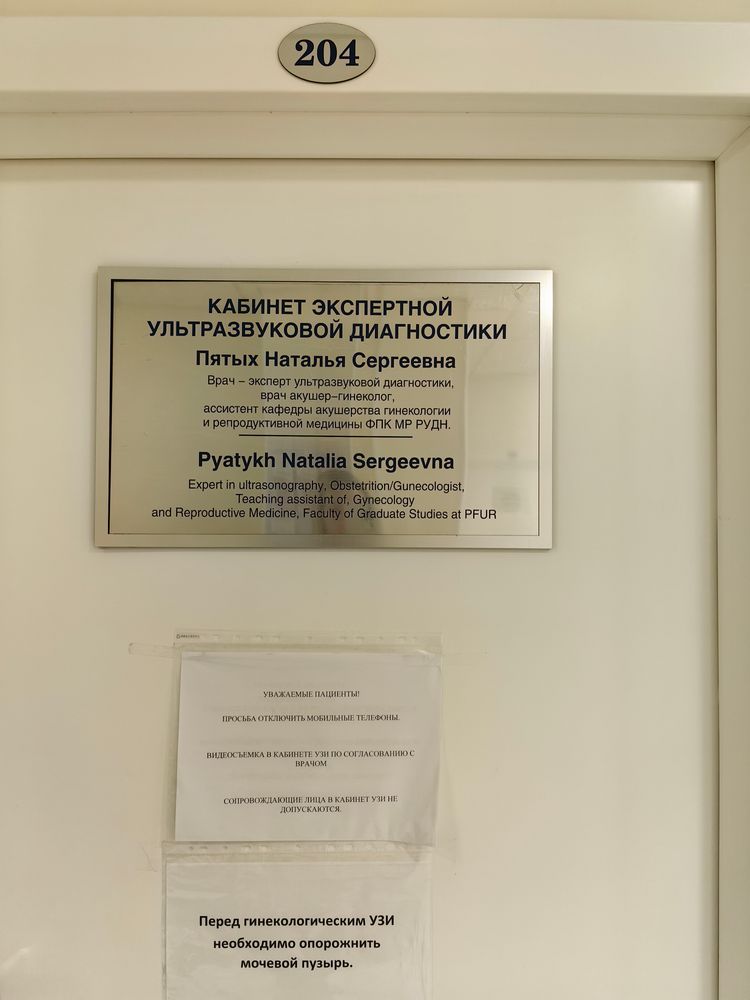 204
КАБИНЕТ ЭКСПЕРТНОЙ
УЛЬТРАЗВУКОВОЙ ДИАГНОСТИКИ
Пятых Наталья Сергеевна
Врач – эксперт ультразвуковой диагностики,
врач акушер–гинеколог,
ассистент кафедры акушерства гинекологии
и репродуктивной медицины ФПК МР РУДН.
Pyatykh Natalia Sergeevna
Expert in ultrasonography, Obstetrition/Gunecologist,
Teaching assistant of, Gynecology
and Reproductive Medicine, Faculty of Graduate Studies at PFUR
УВАЖАЕМЫЕ ПАЦИЕНТЫ!
ПРОСЬБА ОТКЛЮЧИТЬ МОБИЛЬНЫЕ ТЕЛЕФОНЫ.
ВИДЕОСЪЕМКА В КАБИНЕТЕ УЗИ ПО СОГЛАСОВАНИЮ С
ВРАЧОМ
СОПРОВОЖДАЮЩИЕ ЛИЦА В КАБИНЕТ УЗИ НЕ
ДОПУСКАЮТСЯ.
Перед гинекологическим УЗИ
необходимо опорожнить
мочевой пузырь.